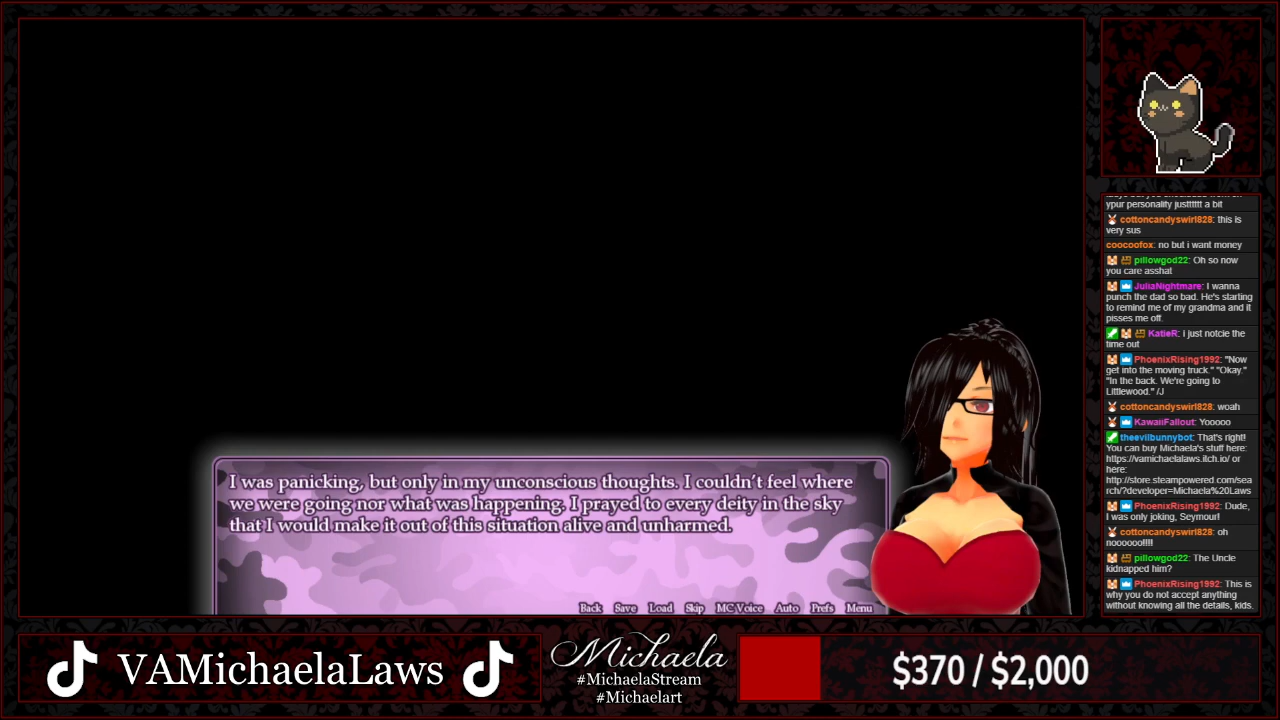 I was panicking, but only in my unconscious thoughts. I couldn't feel where
we were going nor what was happening. I prayed to every deity in the sky
that I would make it out of this situation alive and unharmed.
Back Save Load Skip MC Voice Auto Prefs Menu
ypur personality justttttt a bit
cottoncandyswirl828: this is
very sus
coocoofox: no but i want money
pillowgod22: Oh so now
you care asshat
JuliaNightmare: I wanna
punch the dad so bad. He's starting
to remind me of my grandma and it
pisses me off.
KatieR: I just notcie the
time out
PhoenixRising1992: "Now
get into the moving truck." "Okay."
"In the back. We're going to
Littlewood." /J
cottoncandyswirl828: woah
KawaiiFallout: Yooooo
theevilbunnybot: That's right!
You can buy Michaela's stuff here:
https://vamichaelalaws.itch.io/ or
here:
http://store.steampowered.com/sea
rch/?developer=Michaela%20Laws
PhoenixRising1992: Dude,
I was only joking, Seymour!
cottoncandyswirl828: oh
noooooo!!!!
pillowgod22: The Uncle
kidnapped him?
PhoenixRising1992: This is
why you do not accept anything
without knowing all the details, kids.
VAMichaelaLaws
Michaela
#MichaelaStream
#Michaelart
$370 / $2,000